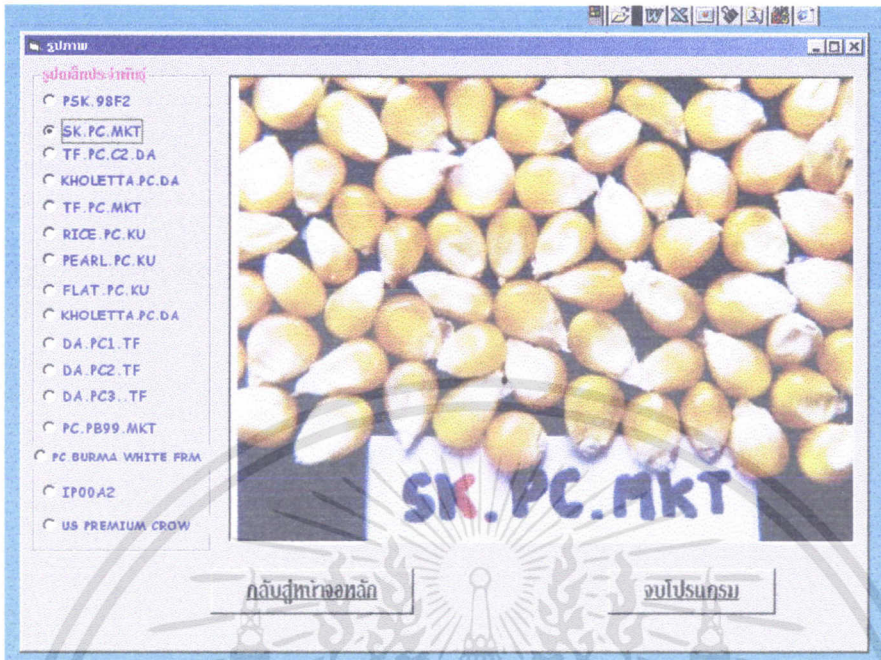 รูปภาพ
รูปเมล็ดประจำพันธุ์
PSK.98F2
SK.PC.MKT
TF.PC.C2.DA
KHOLETTA.PC.DA
TF.PC.MKT
RICE.PC.KU
PEARL.PC.KU
FLAT.PC.KU
KHOLETTA.PC.DA
DA.PC1.TF
DA.PC2.TF
DA.PC3..TF
PC.PB99.MKT
PC BURMA WHITE FRM
IP00A2
US PREMIUM CROW
SK.PC.MKT
กลับสู่หน้าจอหลัก
จบโปรแกรม